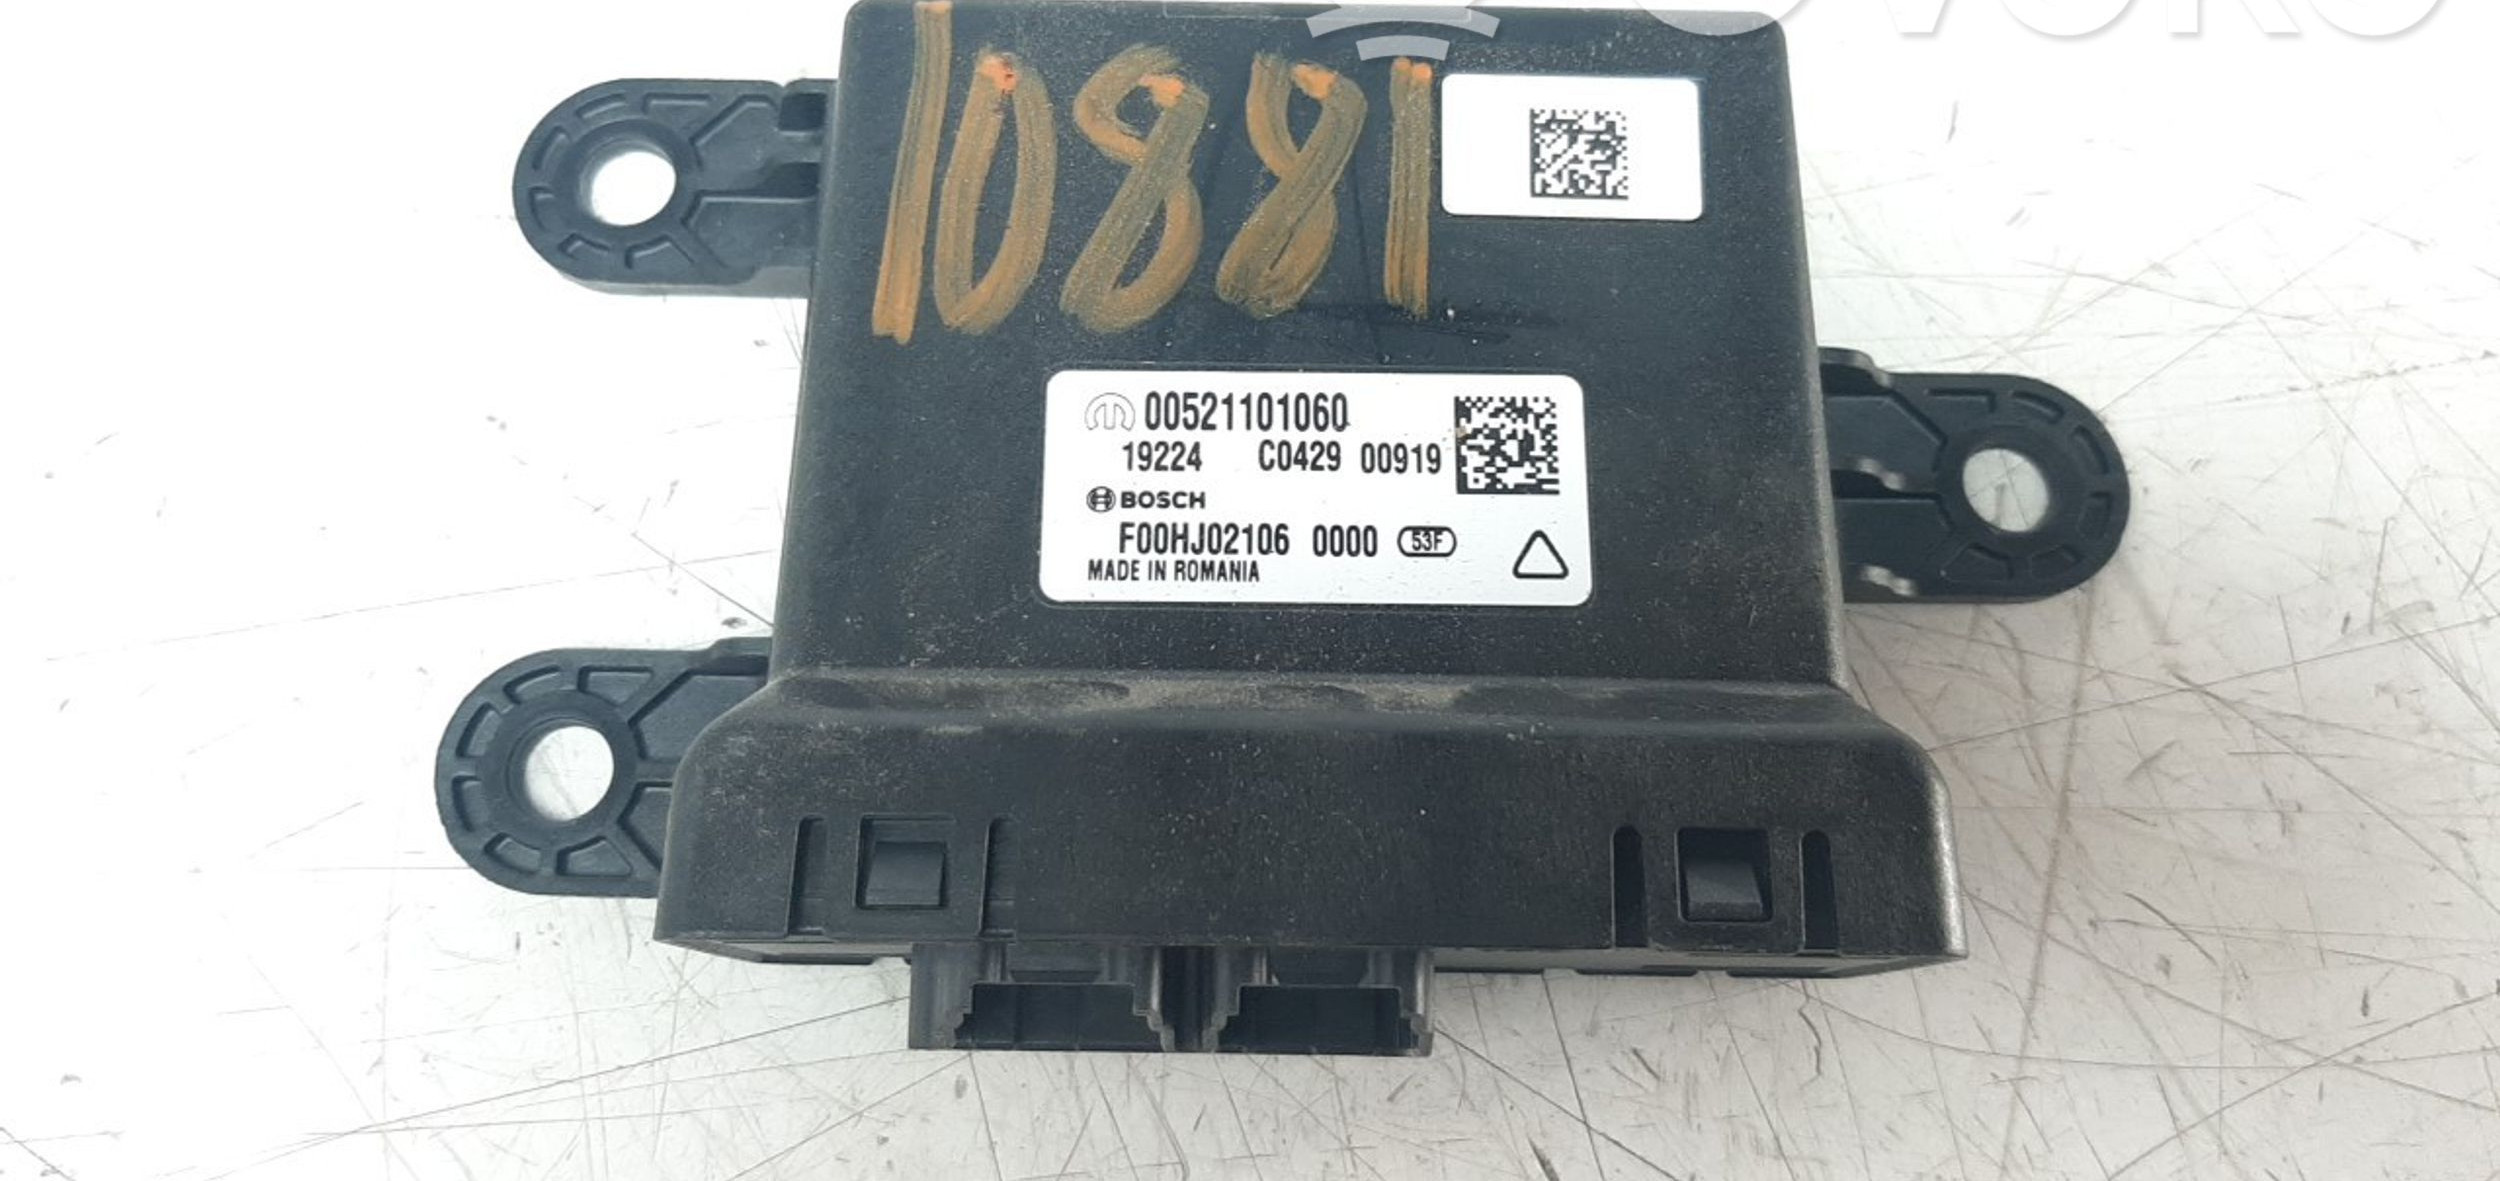 10881
00521101060
19224 C0429 00919
BOSCH
F00HJ02106 0000 53F
MADE IN ROMANIA